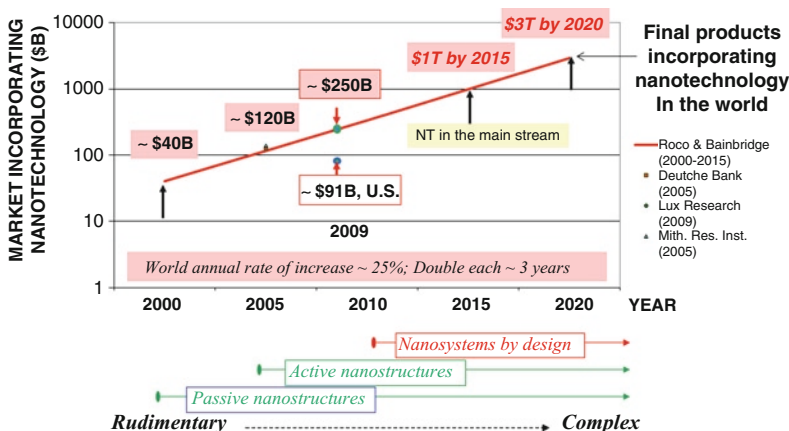 MARKET INCORPORATING
NANOTECHNOLOGY ($B)
10000
1000
100
10
1
~ $40B
~ $120B
~ $250B
~ $91B, U.S.
2009
$1T by 2015
$3T by 2020
NT in the main stream
World annual rate of increase ~ 25%; Double each ~ 3 years
2000 2005 2010 2015 2020 YEAR
Final products
incorporating
nanotechnology
In the world
Roco & Bainbridge
(2000-2015)
Deutche Bank
(2005)
Lux Research
(2009)
Mith. Res. Inst.
(2005)
Nanosystems by design
Active nanostructures
Passive nanostructures
Rudimentary Complex